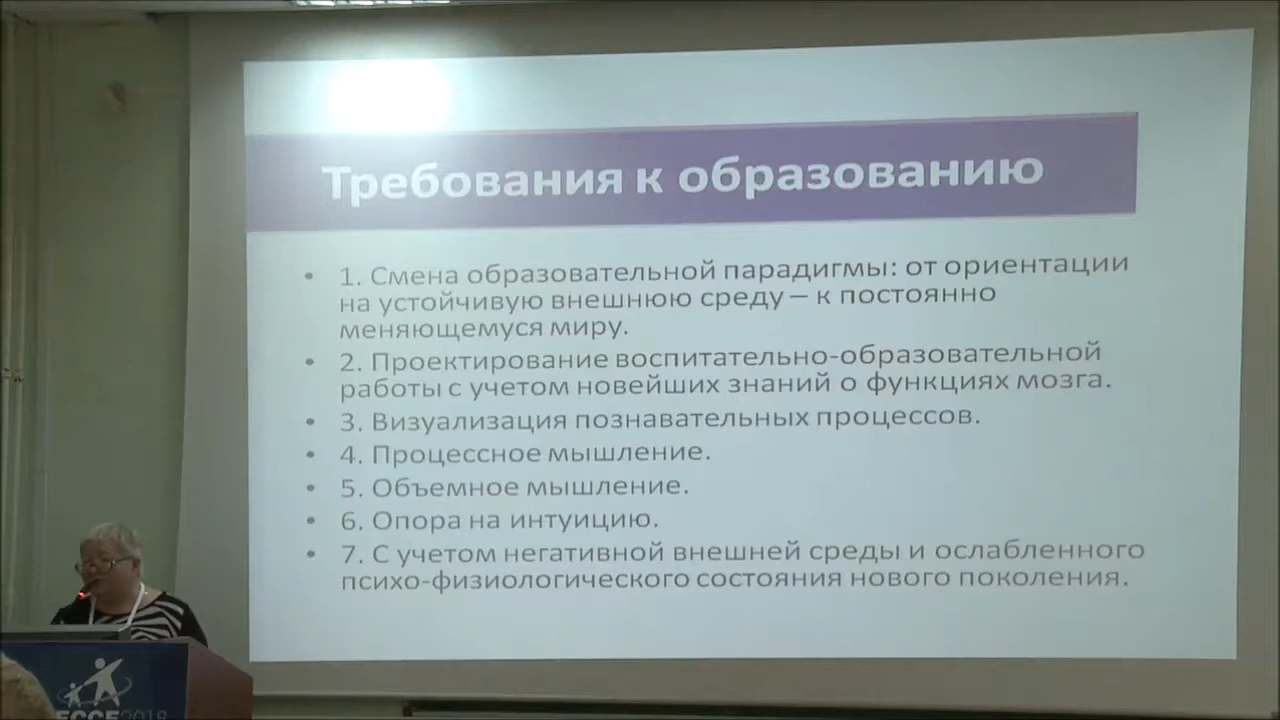 Требования к образованию
• 1. Смена образовательной парадигмы: от ориентации
на устойчивую внешнюю среду – к постоянно
меняющемуся миру.
• 2. Проектирование воспитательно-образовательной
работы с учетом новейших знаний о функциях мозга.
• 3. Визуализация познавательных процессов.
• 4. Процессное мышление.
• 5. Объемное мышление.
• 6. Опора на интуицию.
• 7. С учетом негативной внешней среды и ослабленного
психо-физиологического состояния нового поколения.
ECCE2018